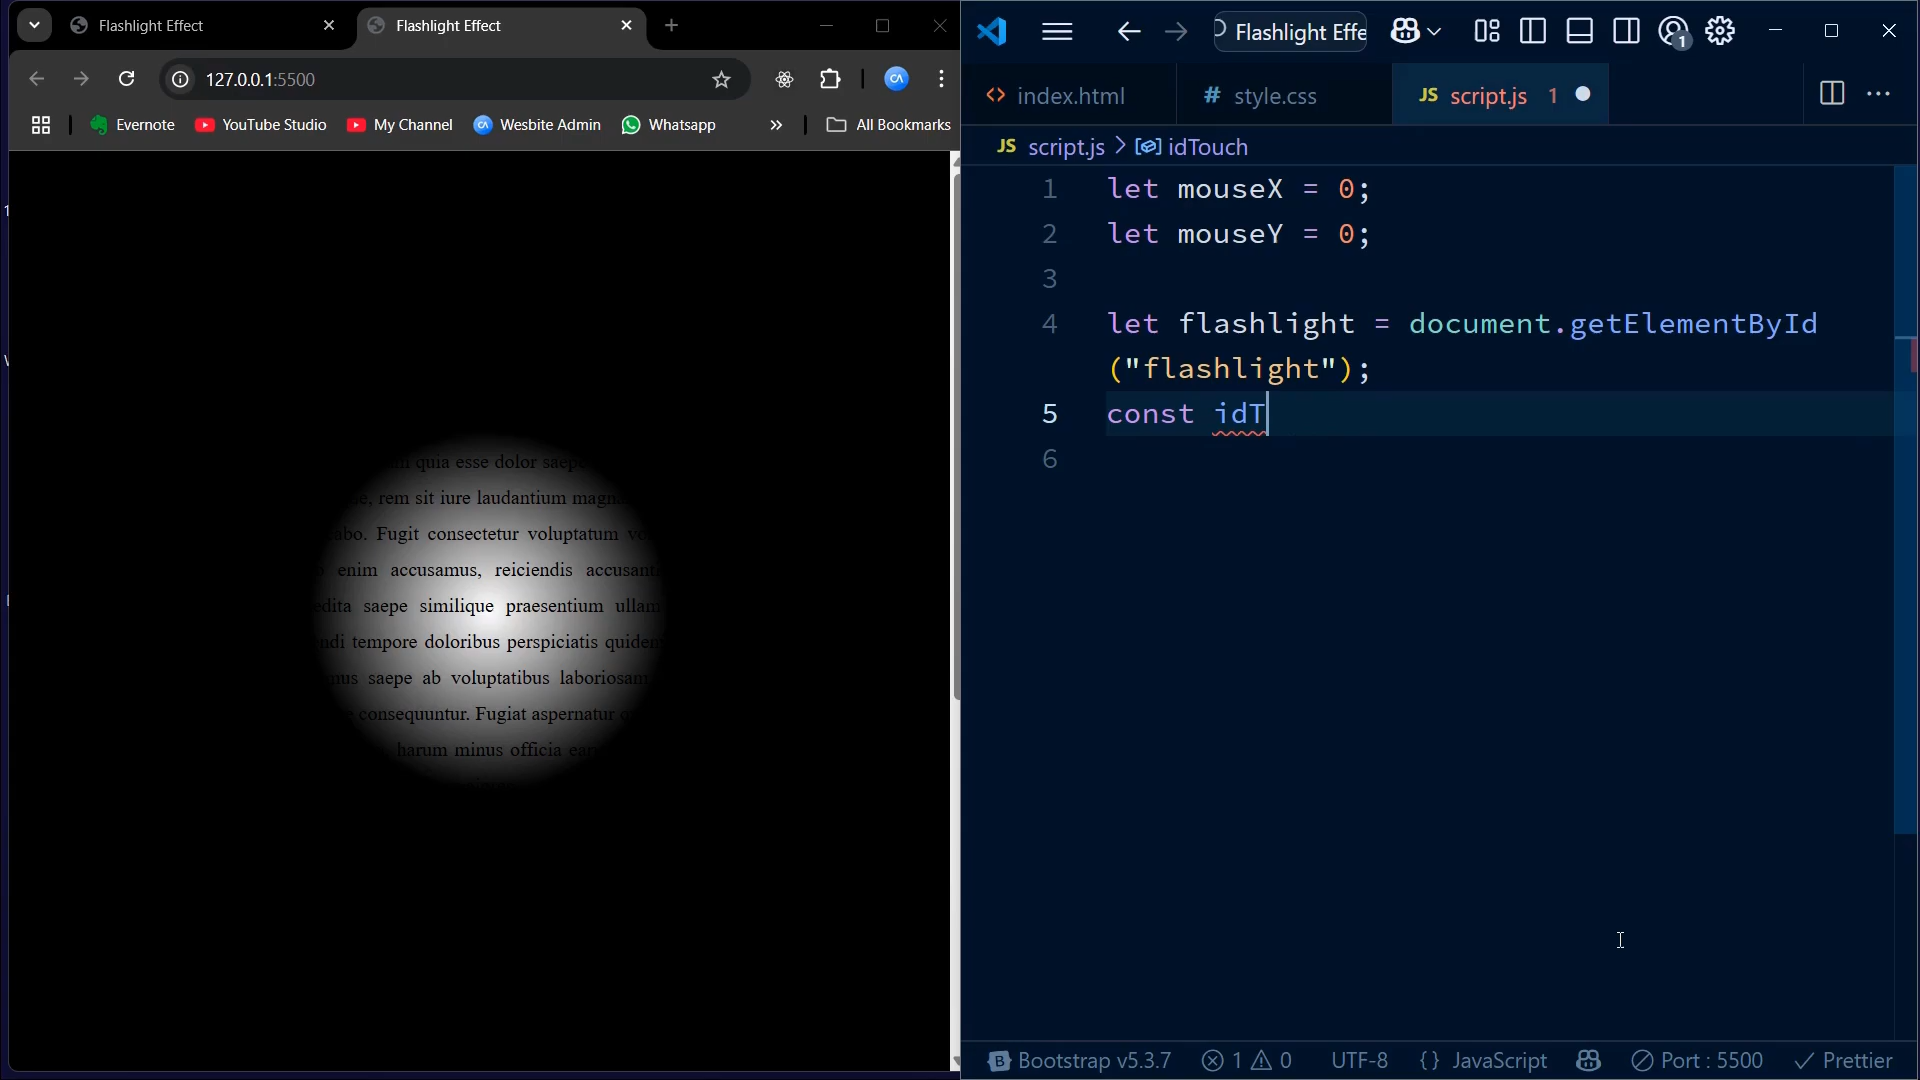 Flashlight Effect
Flashlight Effect
127.0.0.1:5500
Evernote
YouTube Studio
My Channel
Wesbite Admin
Whatsapp
All Bookmarks
quia esse dolor saepe
rem sit iure laudantium
Fugit consectetur voluptatum
enim accusamus, reiciendis
saepe similique praesentium ullam
tempore doloribus perspiciatis
saepe ab voluptatibus laboriosam
consequuntur. Fugiat aspernatur
harum minus officia
Flashlight Effe
1
index.html
# style.css
JS script.js 1
JS script.js > idTouch
1 let mouseX = 0;
2 let mouseY = 0;
3
4 let flashlight = document.getElementById
("flashlight");
5 const idT
6
Bootstrap v5.3.7
1
0
UTF-8
{} JavaScript
Port : 5500
Prettier